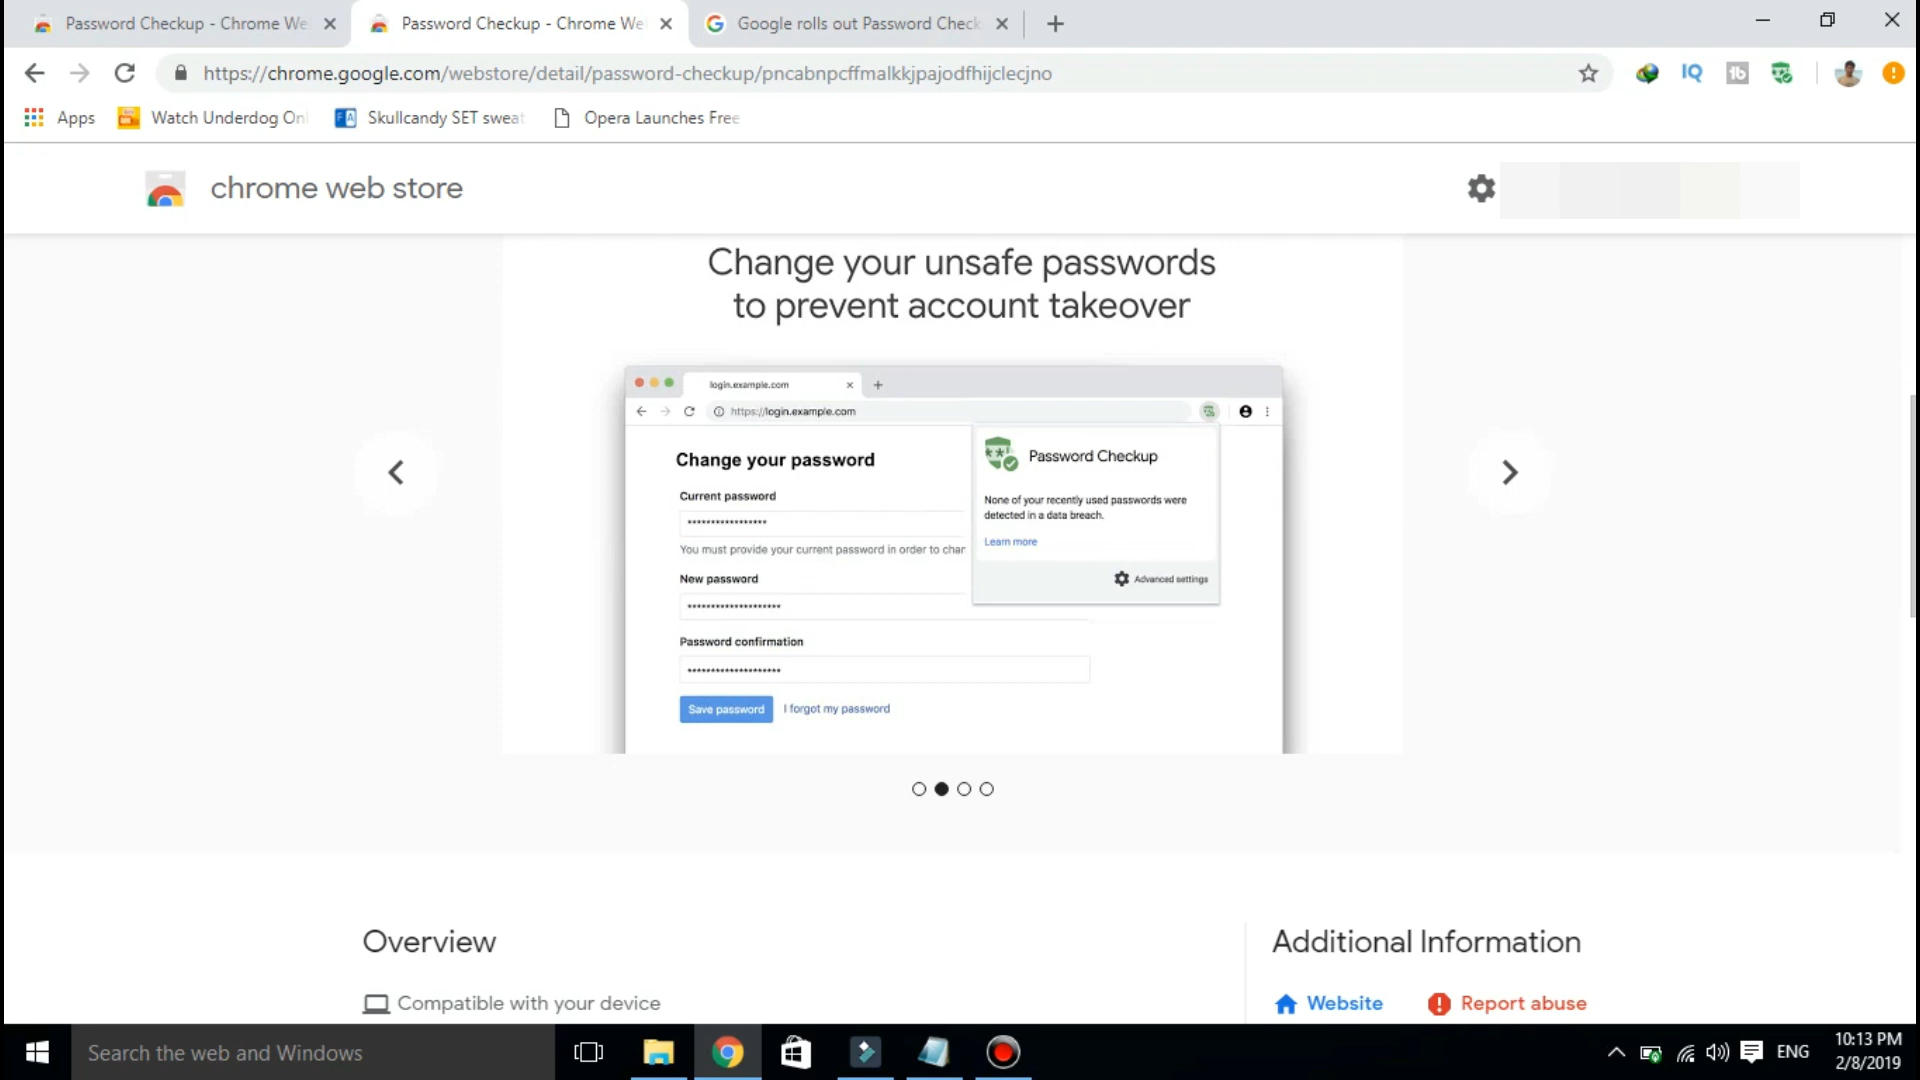 Password Checkup - Chrome We
Password Checkup - Chrome We
Google rolls out Password Check
https://chrome.google.com/webstore/detail/password-checkup/pncabnpcffmalkkjpajodfhijclecjno
IQ
Apps
Watch Underdog Onl
Skullcandy SET sweat
Opera Launches Free
chrome web store
Change your unsafe passwords
to prevent account takeover
login.example.com
https://login.example.com
Password Checkup
None of your recently used passwords were
detected in a data breach.
Learn more
Advanced settings
Change your password
Current password
*****************
You must provide your current password in order to char
New password
********************
Password confirmation
********************
Save password
I forgot my password
Overview
Additional Information
Compatible with your device
Website
Report abuse
Search the web and Windows
ENG
10:13 PM
2/8/2019